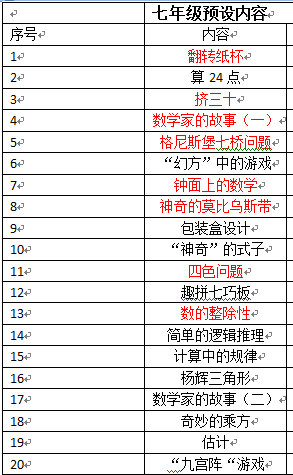 七年级预设内容
序号 内容
1 翻转纸杯
2 算 24 点
3 挤三十
4 数学家的故事（一）
5 格尼斯堡七桥问题
6 “幻方”中的游戏
7 钟面上的数学
8 神奇的莫比乌斯带
9 包装盒设计
10 “神奇”的式子
11 四色问题
12 趣拼七巧板
13 数的整除性
14 简单的逻辑推理
15 计算中的规律
16 杨辉三角形
17 数学家的故事（二）
18 奇妙的乘方
19 估计
20 “九宫阵“游戏